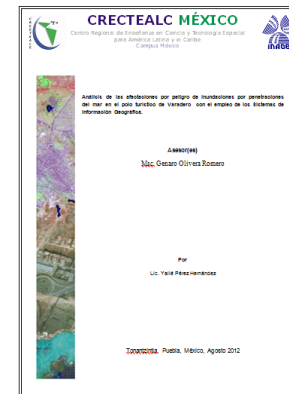 CRECTEALC MÉXICO
Centro Regional de Enseñanza en Ciencia y Tecnología Espacial
para América Latina y el Caribe
Campus México
INAOE
Análisis de las afectaciones por peligro de inundaciones por penetraciones
del mar en el polo turístico de Varadero con el empleo de los Sistemas de
Información Geográfica.
Asesor(es)
Msc. Genaro Olivera Romero
Por
Lic. Yailé Pérez Hernández
Tonantzintla, Puebla, México, Agosto 2012